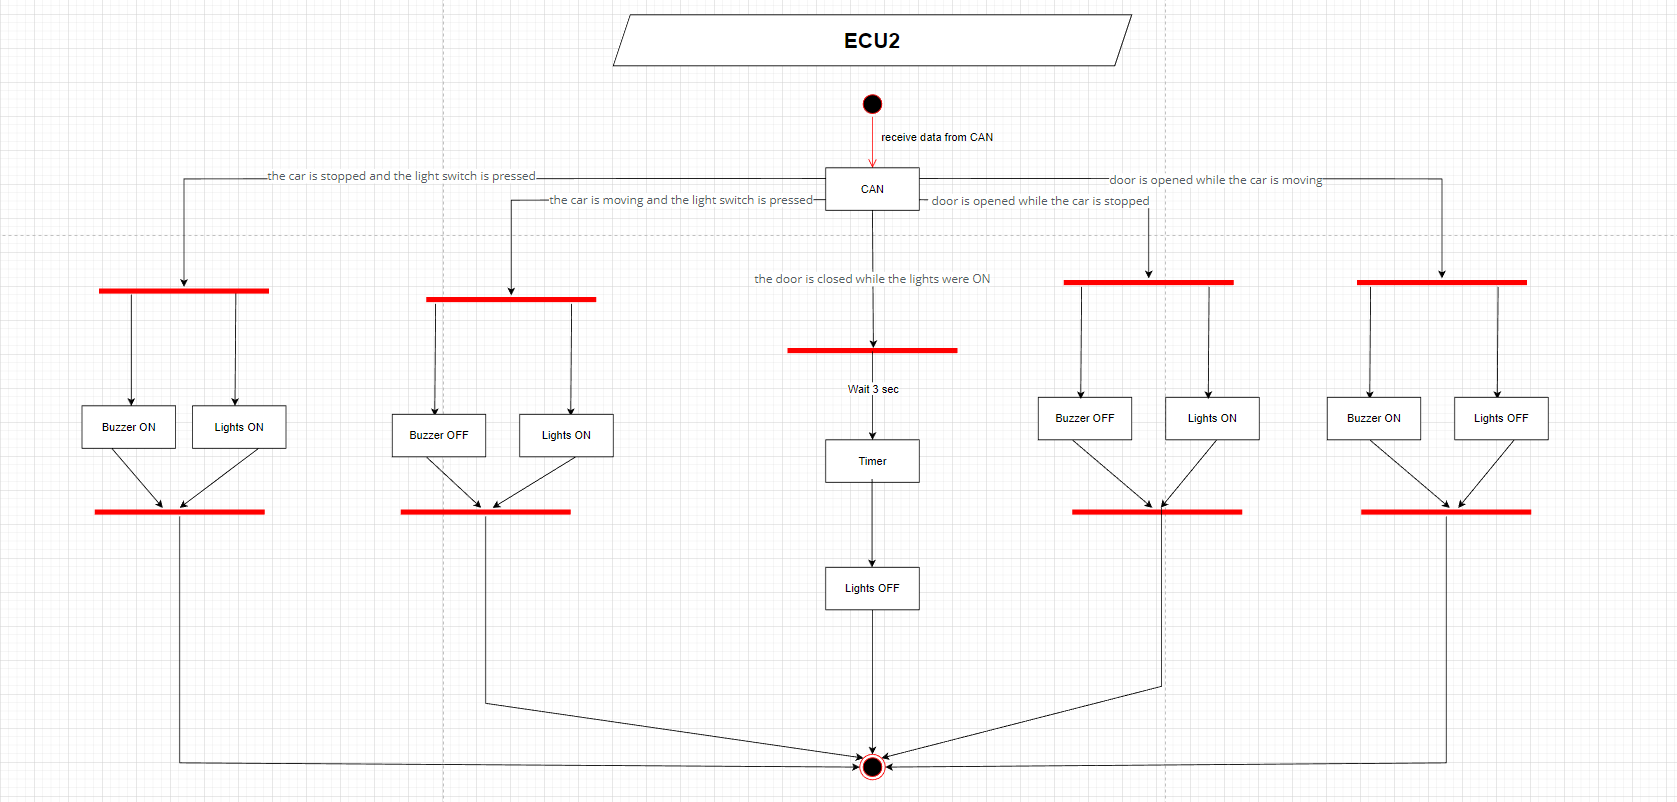 ECU2
receive data from CAN
the car is stopped and the light switch is pressed
CAN
door is opened while the car is moving
the car is moving and the light switch is pressed
door is opened while the car is stopped
the door is closed while the lights were ON
Wait 3 sec
Buzzer ON
Lights ON
Buzzer OFF
Lights ON
Timer
Buzzer OFF
Lights ON
Buzzer ON
Lights OFF
Lights OFF